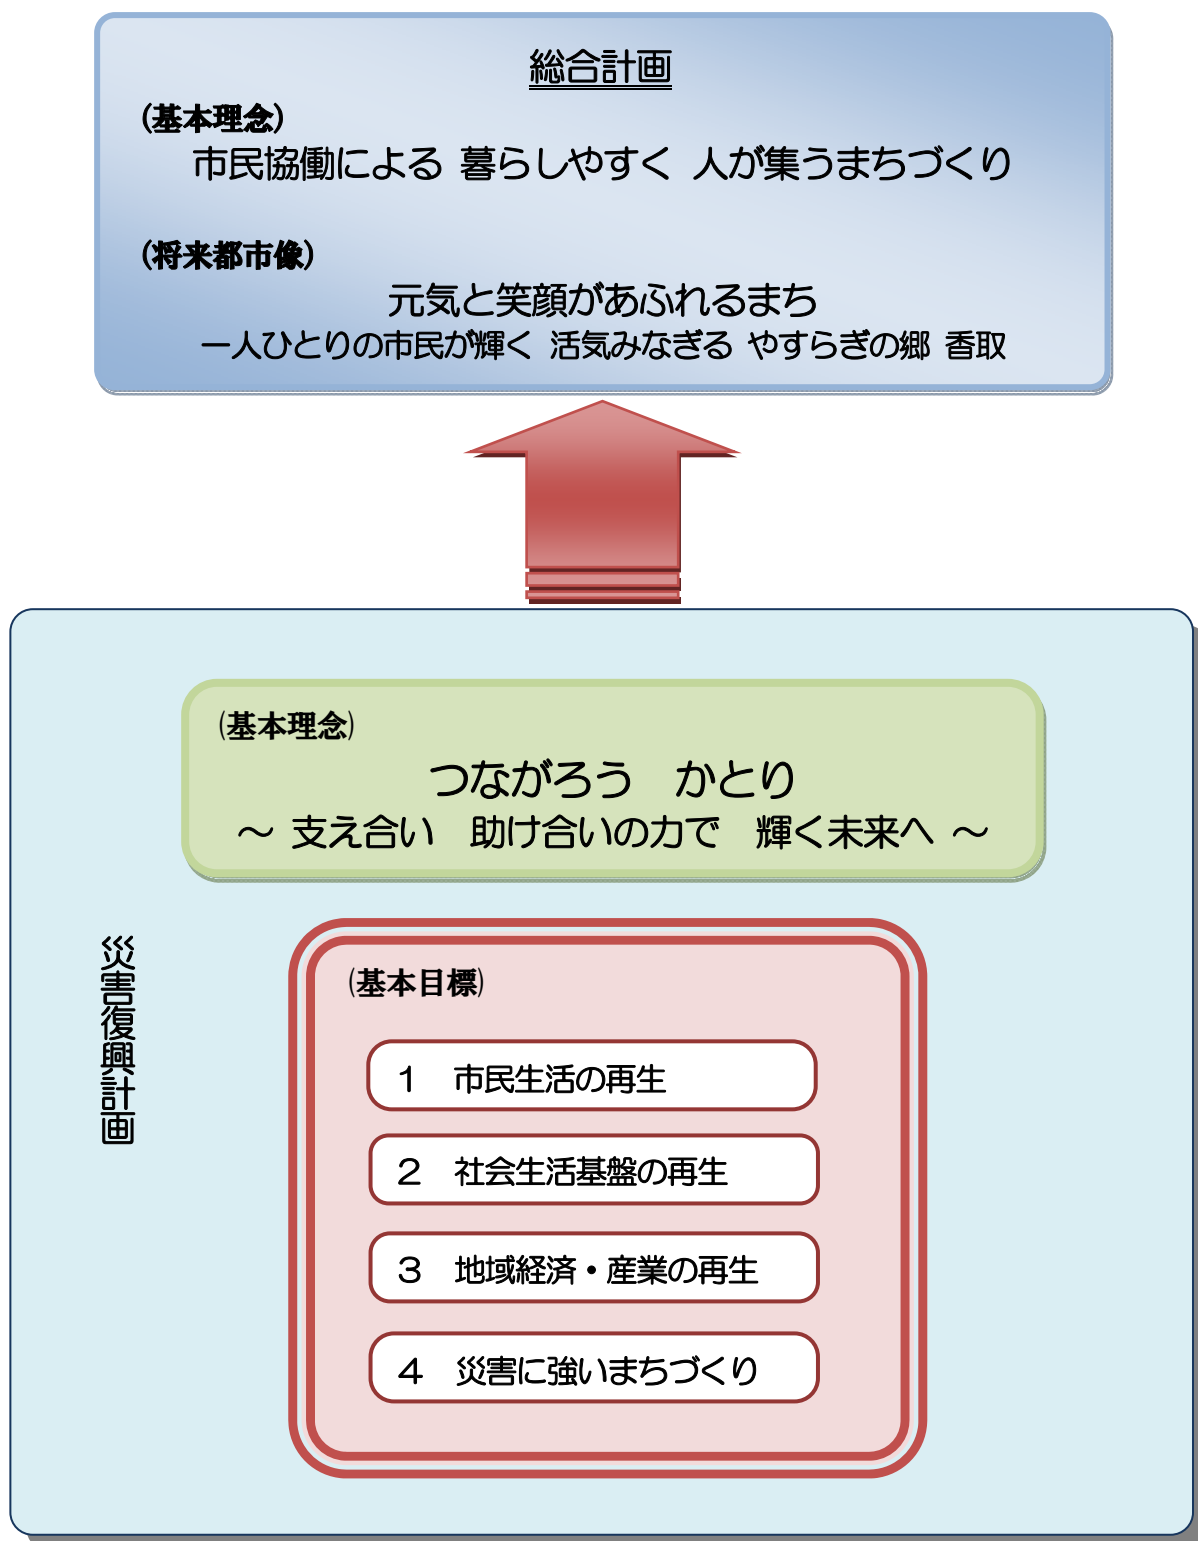 総合計画
(基本理念)
市民協働による 暮らしやすく 人が集うまちづくり
(将来都市像)
元気と笑顔があふれるまち
一人ひとりの市民が輝く 活気みなぎる やすらぎの郷 香取
(基本理念)
つながろう　かとり
～ 支え合い　助け合いの力で　輝く未来へ ～
災害復興計画
(基本目標)
１　市民生活の再生
２　社会生活基盤の再生
３　地域経済・産業の再生
４　災害に強いまちづくり